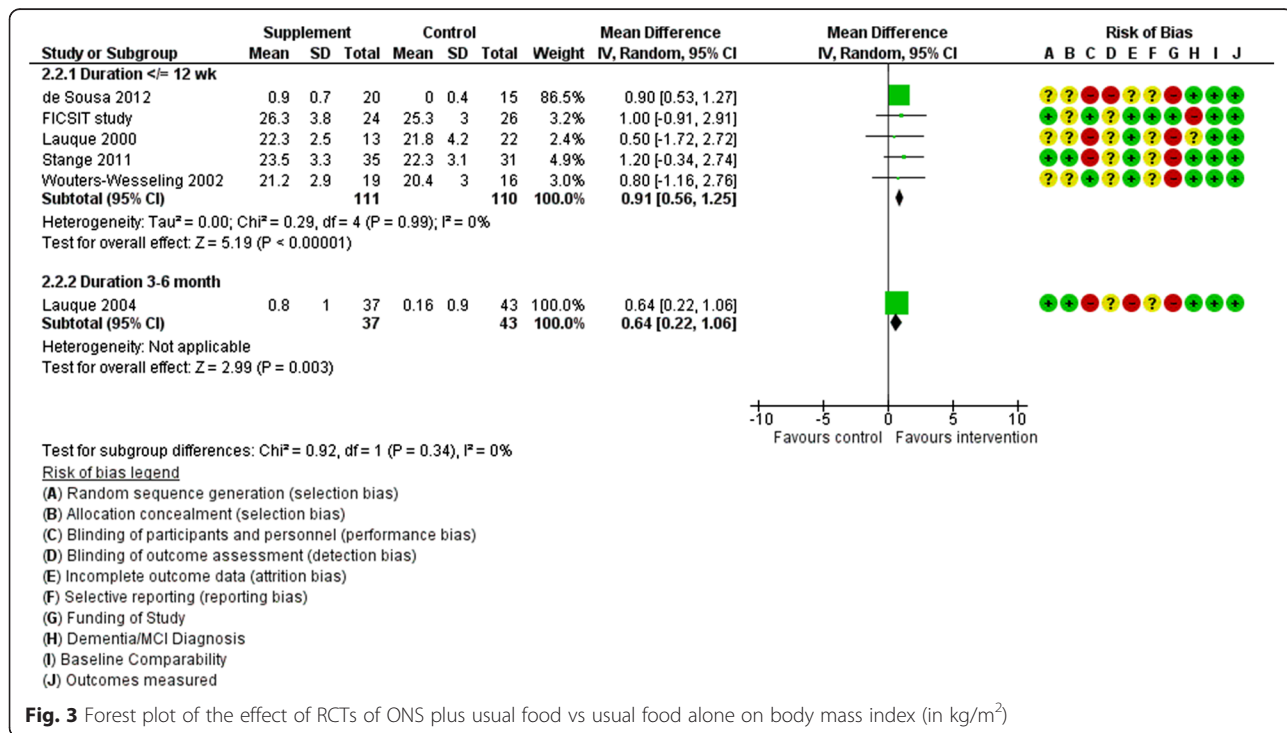 Supplement Control Mean Difference Mean Difference Risk of Bias
Study or Subgroup Mean SD Total Mean SD Total Weight IV, Random, 95% CI IV, Random, 95% CI A B C D E F G H I J
2.2.1 Duration </= 12 wk
de Sousa 2012 0.9 0.7 20 0 0.4 15 86.5% 0.90 [0.53, 1.27] ? ? - - ? ? - + + +
FICSIT study 26.3 3.8 24 25.3 3 26 3.2% 1.00 [-0.91, 2.91] + ? + ? + + + - + +
Lauque 2000 22.3 2.5 13 21.8 4.2 22 2.4% 0.50 [-1.72, 2.72] ? ? - ? + ? - ? + +
Stange 2011 23.5 3.3 35 22.3 3.1 31 4.9% 1.20 [-0.34, 2.74] + + - ? + ? - + + +
Wouters-Wesseling 2002 21.2 2.9 19 20.4 3 16 3.0% 0.80 [-1.16, 2.76] ? ? + ? + ? - + + +
Subtotal (95% CI) 111 110 100.0% 0.91 [0.56, 1.25]
Heterogeneity: Tau² = 0.00; Chi² = 0.29, df = 4 (P = 0.99); I² = 0%
Test for overall effect: Z = 5.19 (P < 0.00001)
2.2.2 Duration 3-6 month
Lauque 2004 0.8 1 37 0.16 0.9 43 100.0% 0.64 [0.22, 1.06] + + - ? - ? - + + +
Subtotal (95% CI) 37 43 100.0% 0.64 [0.22, 1.06]
Heterogeneity: Not applicable
Test for overall effect: Z = 2.99 (P = 0.003)
-10 -5 0 5 10
Favours control Favours intervention
Test for subgroup differences: Chi² = 0.92, df = 1 (P = 0.34), I² = 0%
Risk of bias legend
(A) Random sequence generation (selection bias)
(B) Allocation concealment (selection bias)
(C) Blinding of participants and personnel (performance bias)
(D) Blinding of outcome assessment (detection bias)
(E) Incomplete outcome data (attrition bias)
(F) Selective reporting (reporting bias)
(G) Funding of Study
(H) Dementia/MCI Diagnosis
(I) Baseline Comparability
(J) Outcomes measured
Fig. 3 Forest plot of the effect of RCTs of ONS plus usual food vs usual food alone on body mass index (in kg/m²)